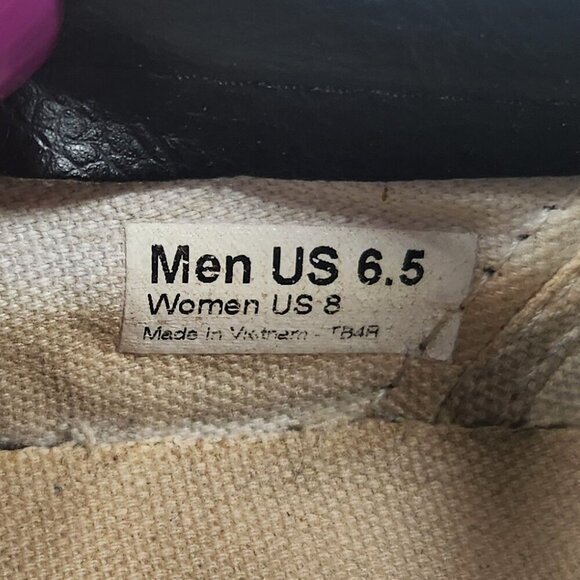 Men US 6.5
Women US 8
Made in Vietnam - TB4R